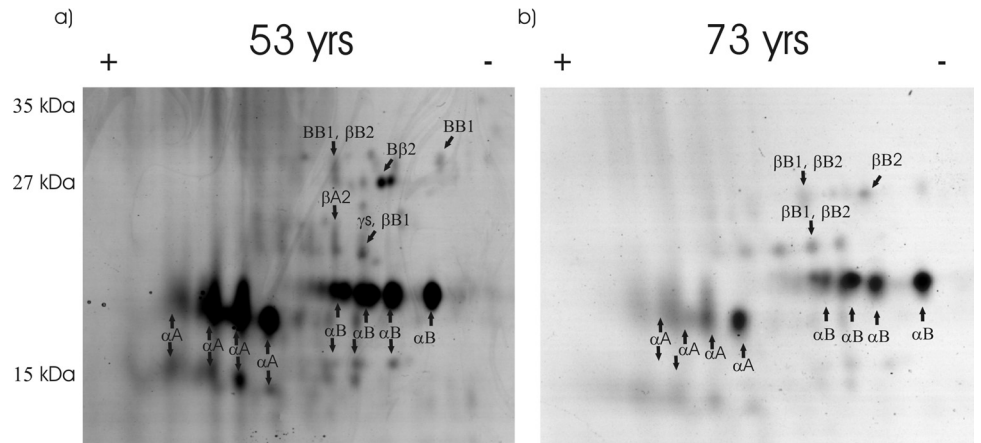 a)
53 yrs
+ -
35 kDa
27 kDa
15 kDa
BB1, βB2
Bβ2
BB1
βA2
γs, βB1
αA αA αA αA
αB αB αB αB
b)
73 yrs
+ -
βB1, βB2
βB2
βB1, βB2
αA αA αA αA
αB αB αB αB